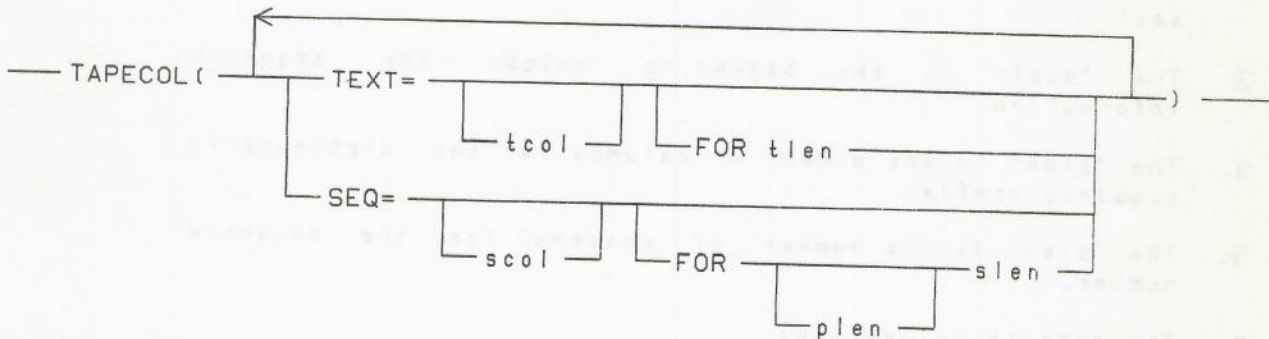 TAPECOL( TEXT= )
tcol FOR tlen
SEQ=
scol FOR slen
plen